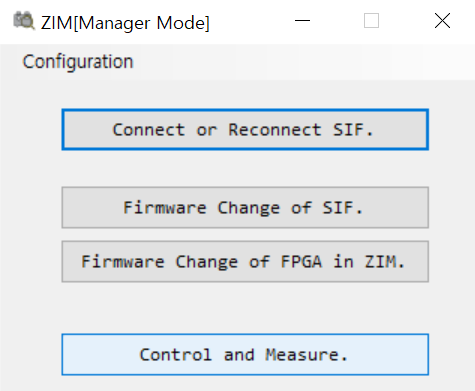 ZIM[Manager Mode]
Configuration
Connect or Reconnect SIF.
Firmware Change of SIF.
Firmware Change of FPGA in ZIM.
Control and Measure.